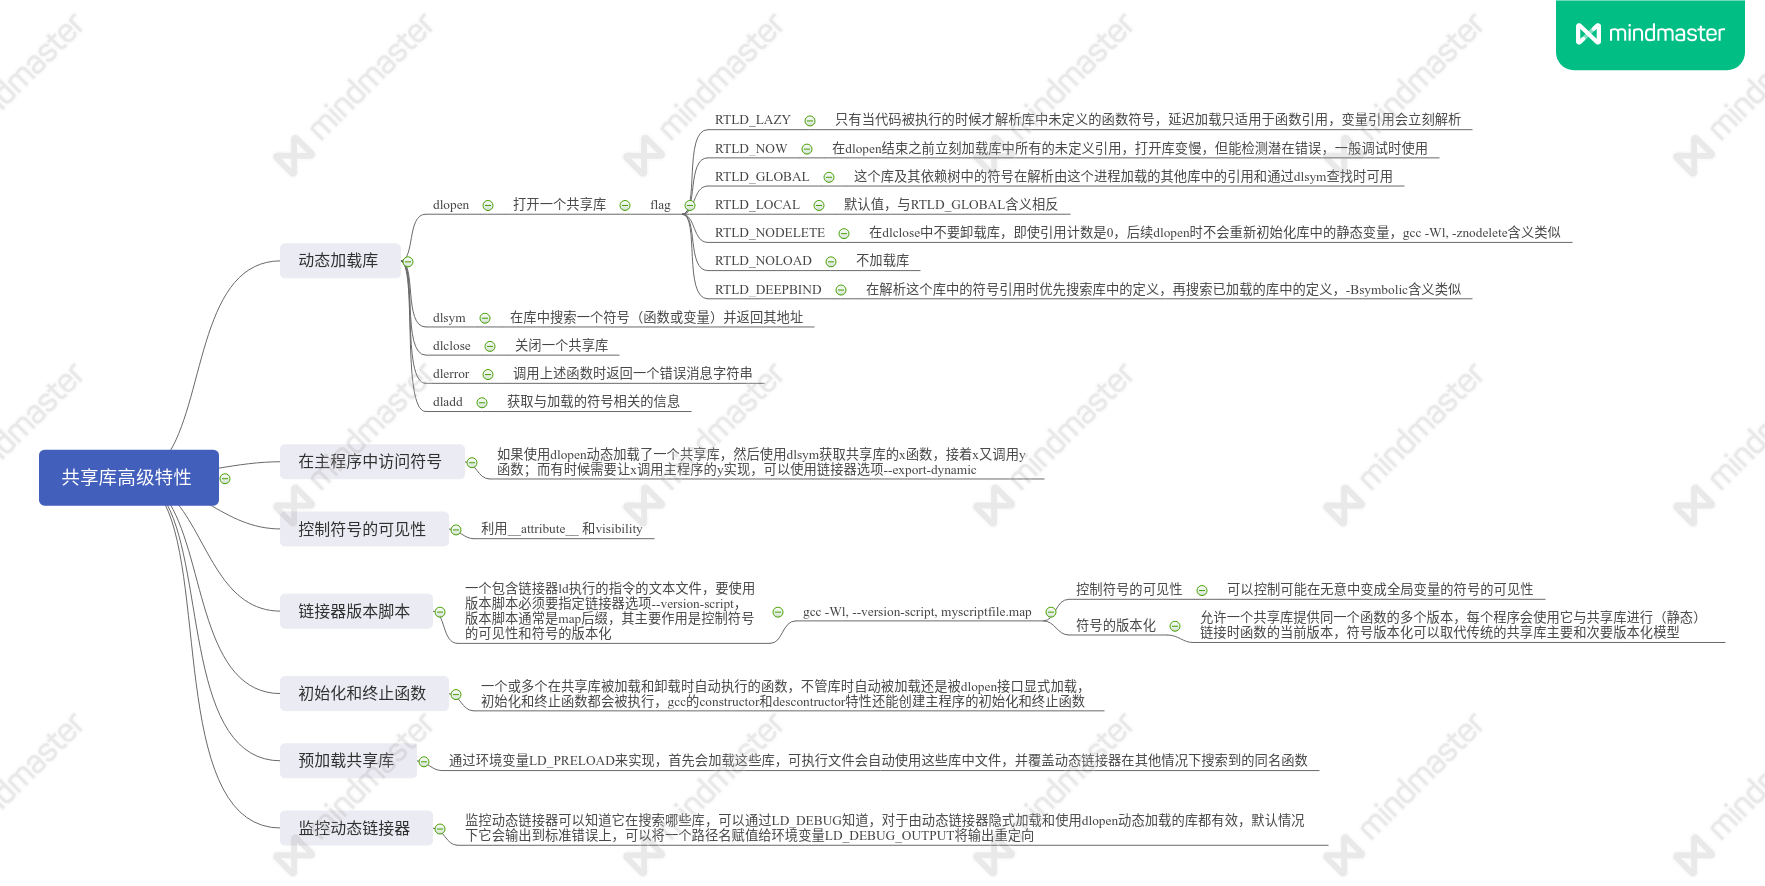 mindmaster
共享库高级特性
动态加载库
dlopen
打开一个共享库
flag
RTLD_LAZY
只有当代码被执行的时候才解析库中未定义的函数符号，延迟加载只适用于函数引用，变量引用会立刻解析
RTLD_NOW
在dlopen结束之前立刻加载库中所有的未定义引用，打开库变慢，但能检测潜在错误，一般调试时使用
RTLD_GLOBAL
这个库及其依赖树中的符号在解析由这个进程加载的其他库中的引用和通过dlsym查找时可用
RTLD_LOCAL
默认值，与RTLD_GLOBAL含义相反
RTLD_NODELETE
在dlclose中不要卸载库，即使引用计数是0，后续dlopen时不会重新初始化库中的静态变量，gcc -Wl, -znodelete含义类似
RTLD_NOLOAD
不加载库
RTLD_DEEPBIND
在解析这个库中的符号引用时优先搜索库中的定义，再搜索已加载的库中的定义，-Bsymbolic含义类似
dlsym
在库中搜索一个符号（函数或变量）并返回其地址
dlclose
关闭一个共享库
dlerror
调用上述函数时返回一个错误消息字符串
dladd
获取与加载的符号相关的信息
在主程序中访问符号
如果使用dlopen动态加载了一个共享库，然后使用dlsym获取共享库的x函数，接着x又调用y
函数；而有时候需要让x调用主程序的y实现，可以使用链接器选项--export-dynamic
控制符号的可见性
利用__attribute__ 和visibility
链接器版本脚本
一个包含链接器ld执行的指令的文本文件，要使用
版本脚本必须要指定链接器选项--version-script，
版本脚本通常是map后缀，其主要作用是控制符号
的可见性和符号的版本化
gcc -Wl, --version-script, myscriptfile.map
控制符号的可见性
可以控制可能在无意中变成全局变量的符号的可见性
符号的版本化
允许一个共享库提供同一个函数的多个版本，每个程序会使用它与共享库进行（静态）
链接时函数的当前版本，符号版本化可以取代传统的共享库主要和次要版本化模型
初始化和终止函数
一个或多个在共享库被加载和卸载时自动执行的函数，不管库时自动被加载还是被dlopen接口显式加载，
初始化和终止函数都会被执行，gcc的constructor和descontructor特性还能创建主程序的初始化和终止函数
预加载共享库
通过环境变量LD_PRELOAD来实现，首先会加载这些库，可执行文件会自动使用这些库中文件，并覆盖动态链接器在其他情况下搜索到的同名函数
监控动态链接器
监控动态链接器可以知道它在搜索哪些库，可以通过LD_DEBUG知道，对于由动态链接器隐式加载和使用dlopen动态加载的库都有效，默认情况
下它会输出到标准错误上，可以将一个路径名赋值给环境变量LD_DEBUG_OUTPUT将输出重定向